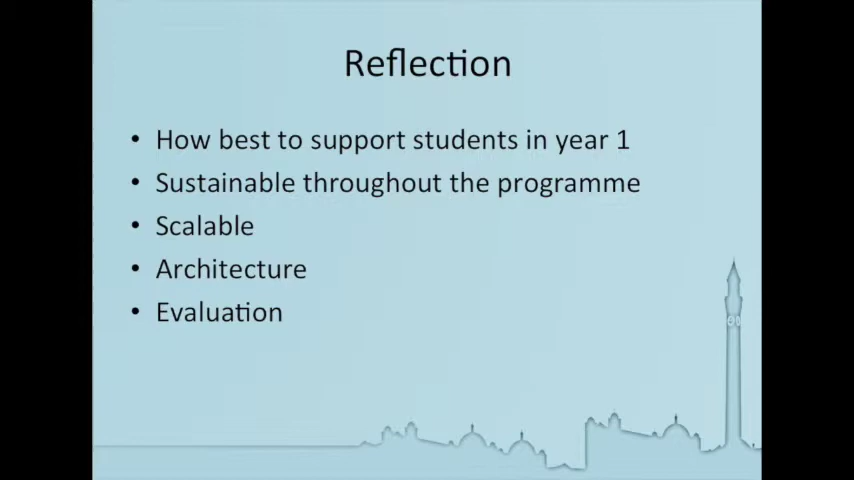 Reflection
• How best to support students in year 1
• Sustainable throughout the programme
• Scalable
• Architecture
• Evaluation